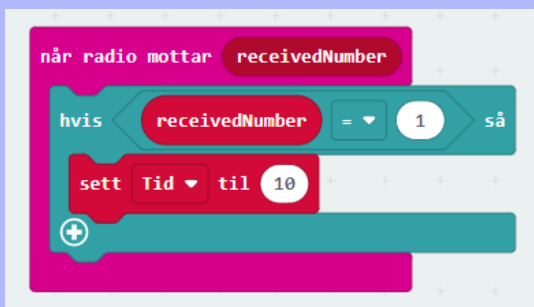 når radio mottar receivedNumber
hvis receivedNumber = 1 så
sett Tid til 10